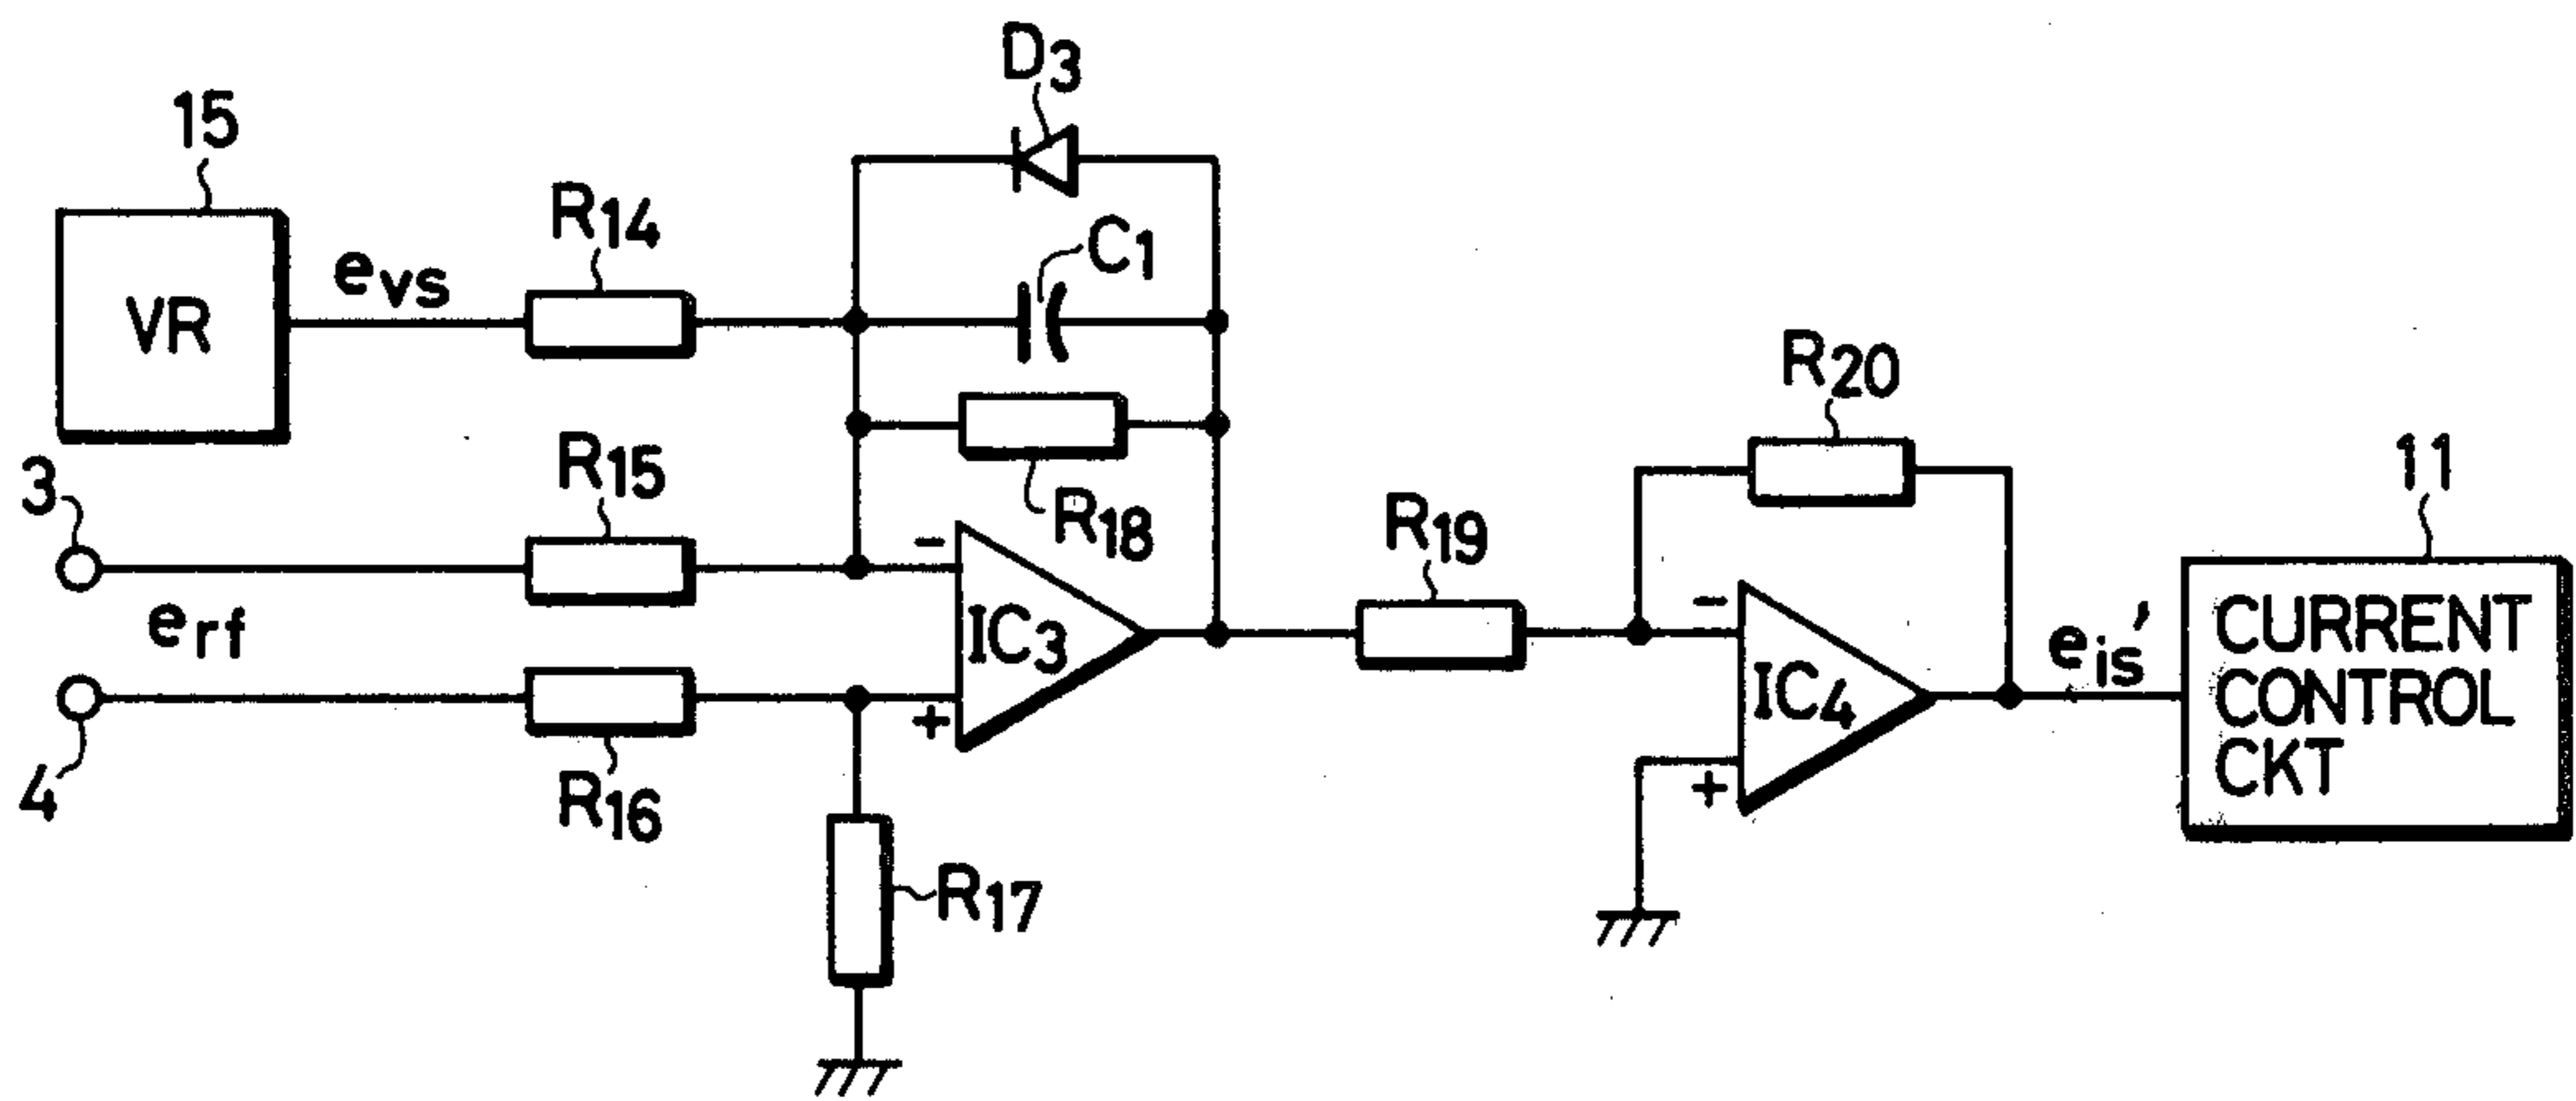 D3
15
R14
C1
evs
VR
R20
R15
R18
R19
11
3
-
-
IC3
erf
CURRENT
CONTROL
CKT
eis'
IC4
+
+
4
R16
R17